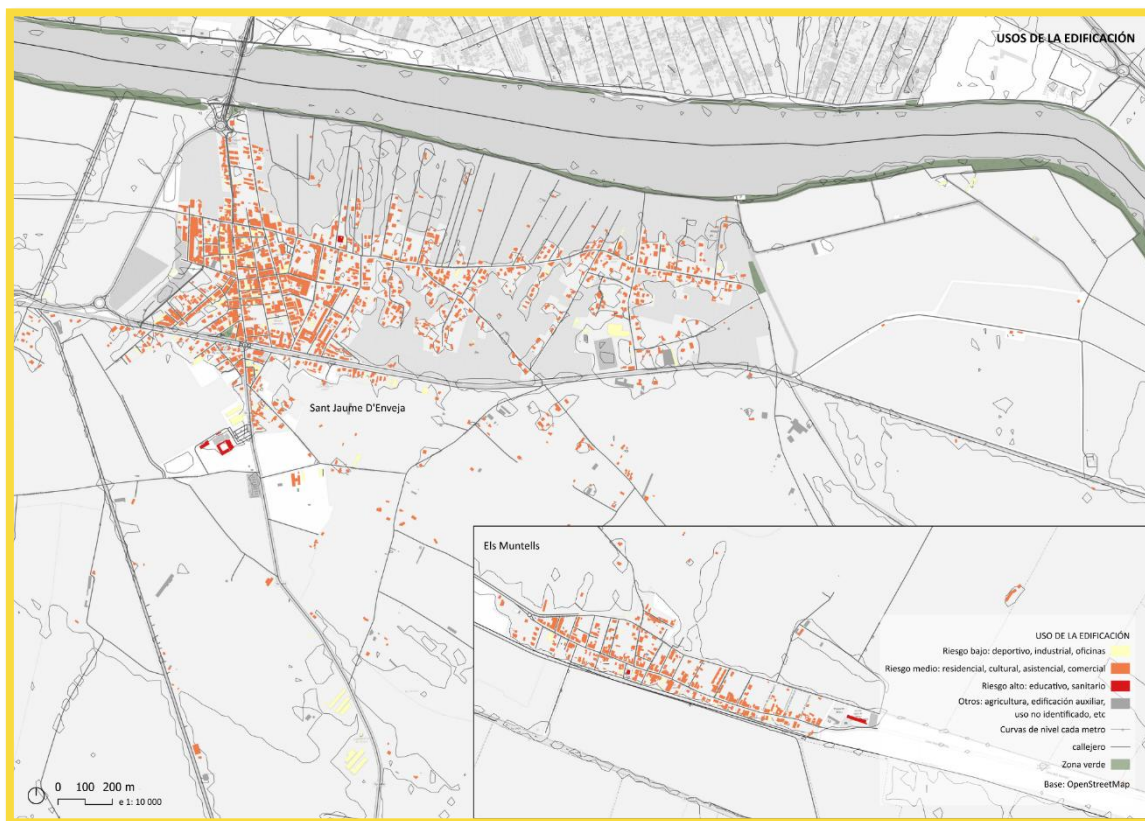 USOS DE LA EDIFICACIÓN
Sant Jaume D'Enveja
Els Muntells
USO DE LA EDIFICACIÓN
Riesgo bajo: deportivo, industrial, oficinas
Riesgo medio: residencial, cultural, asistencial, comercial
Riesgo alto: educativo, sanitario
Otros: agricultura, edificación auxiliar,
uso no identificado, etc
Curvas de nivel cada metro
callejero
Zona verde
Base: OpenStreetMap
0 100 200 m
e 1: 10 000